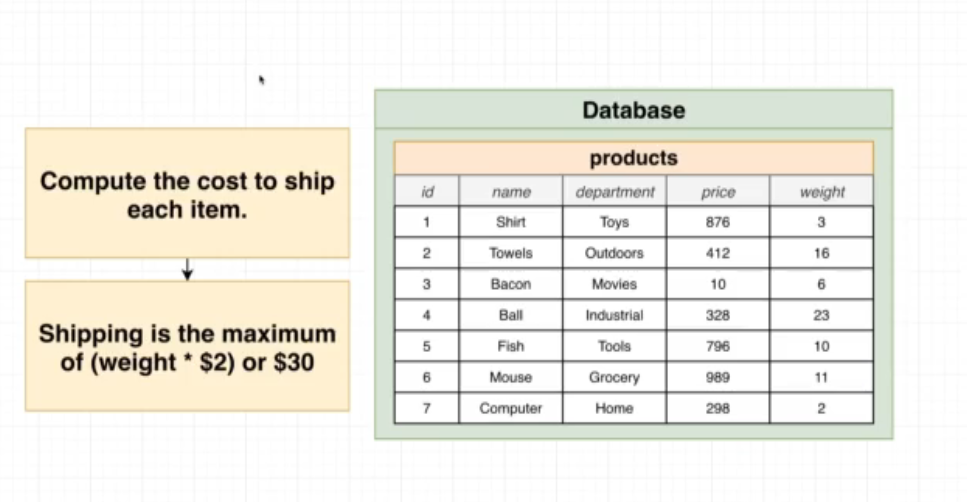 Compute the cost to ship
each item.
Shipping is the maximum
of (weight * $2) or $30
Database
products
id name department price weight
1 Shirt Toys 876 3
2 Towels Outdoors 412 16
3 Bacon Movies 10 6
4 Ball Industrial 328 23
5 Fish Tools 796 10
6 Mouse Grocery 989 11
7 Computer Home 298 2